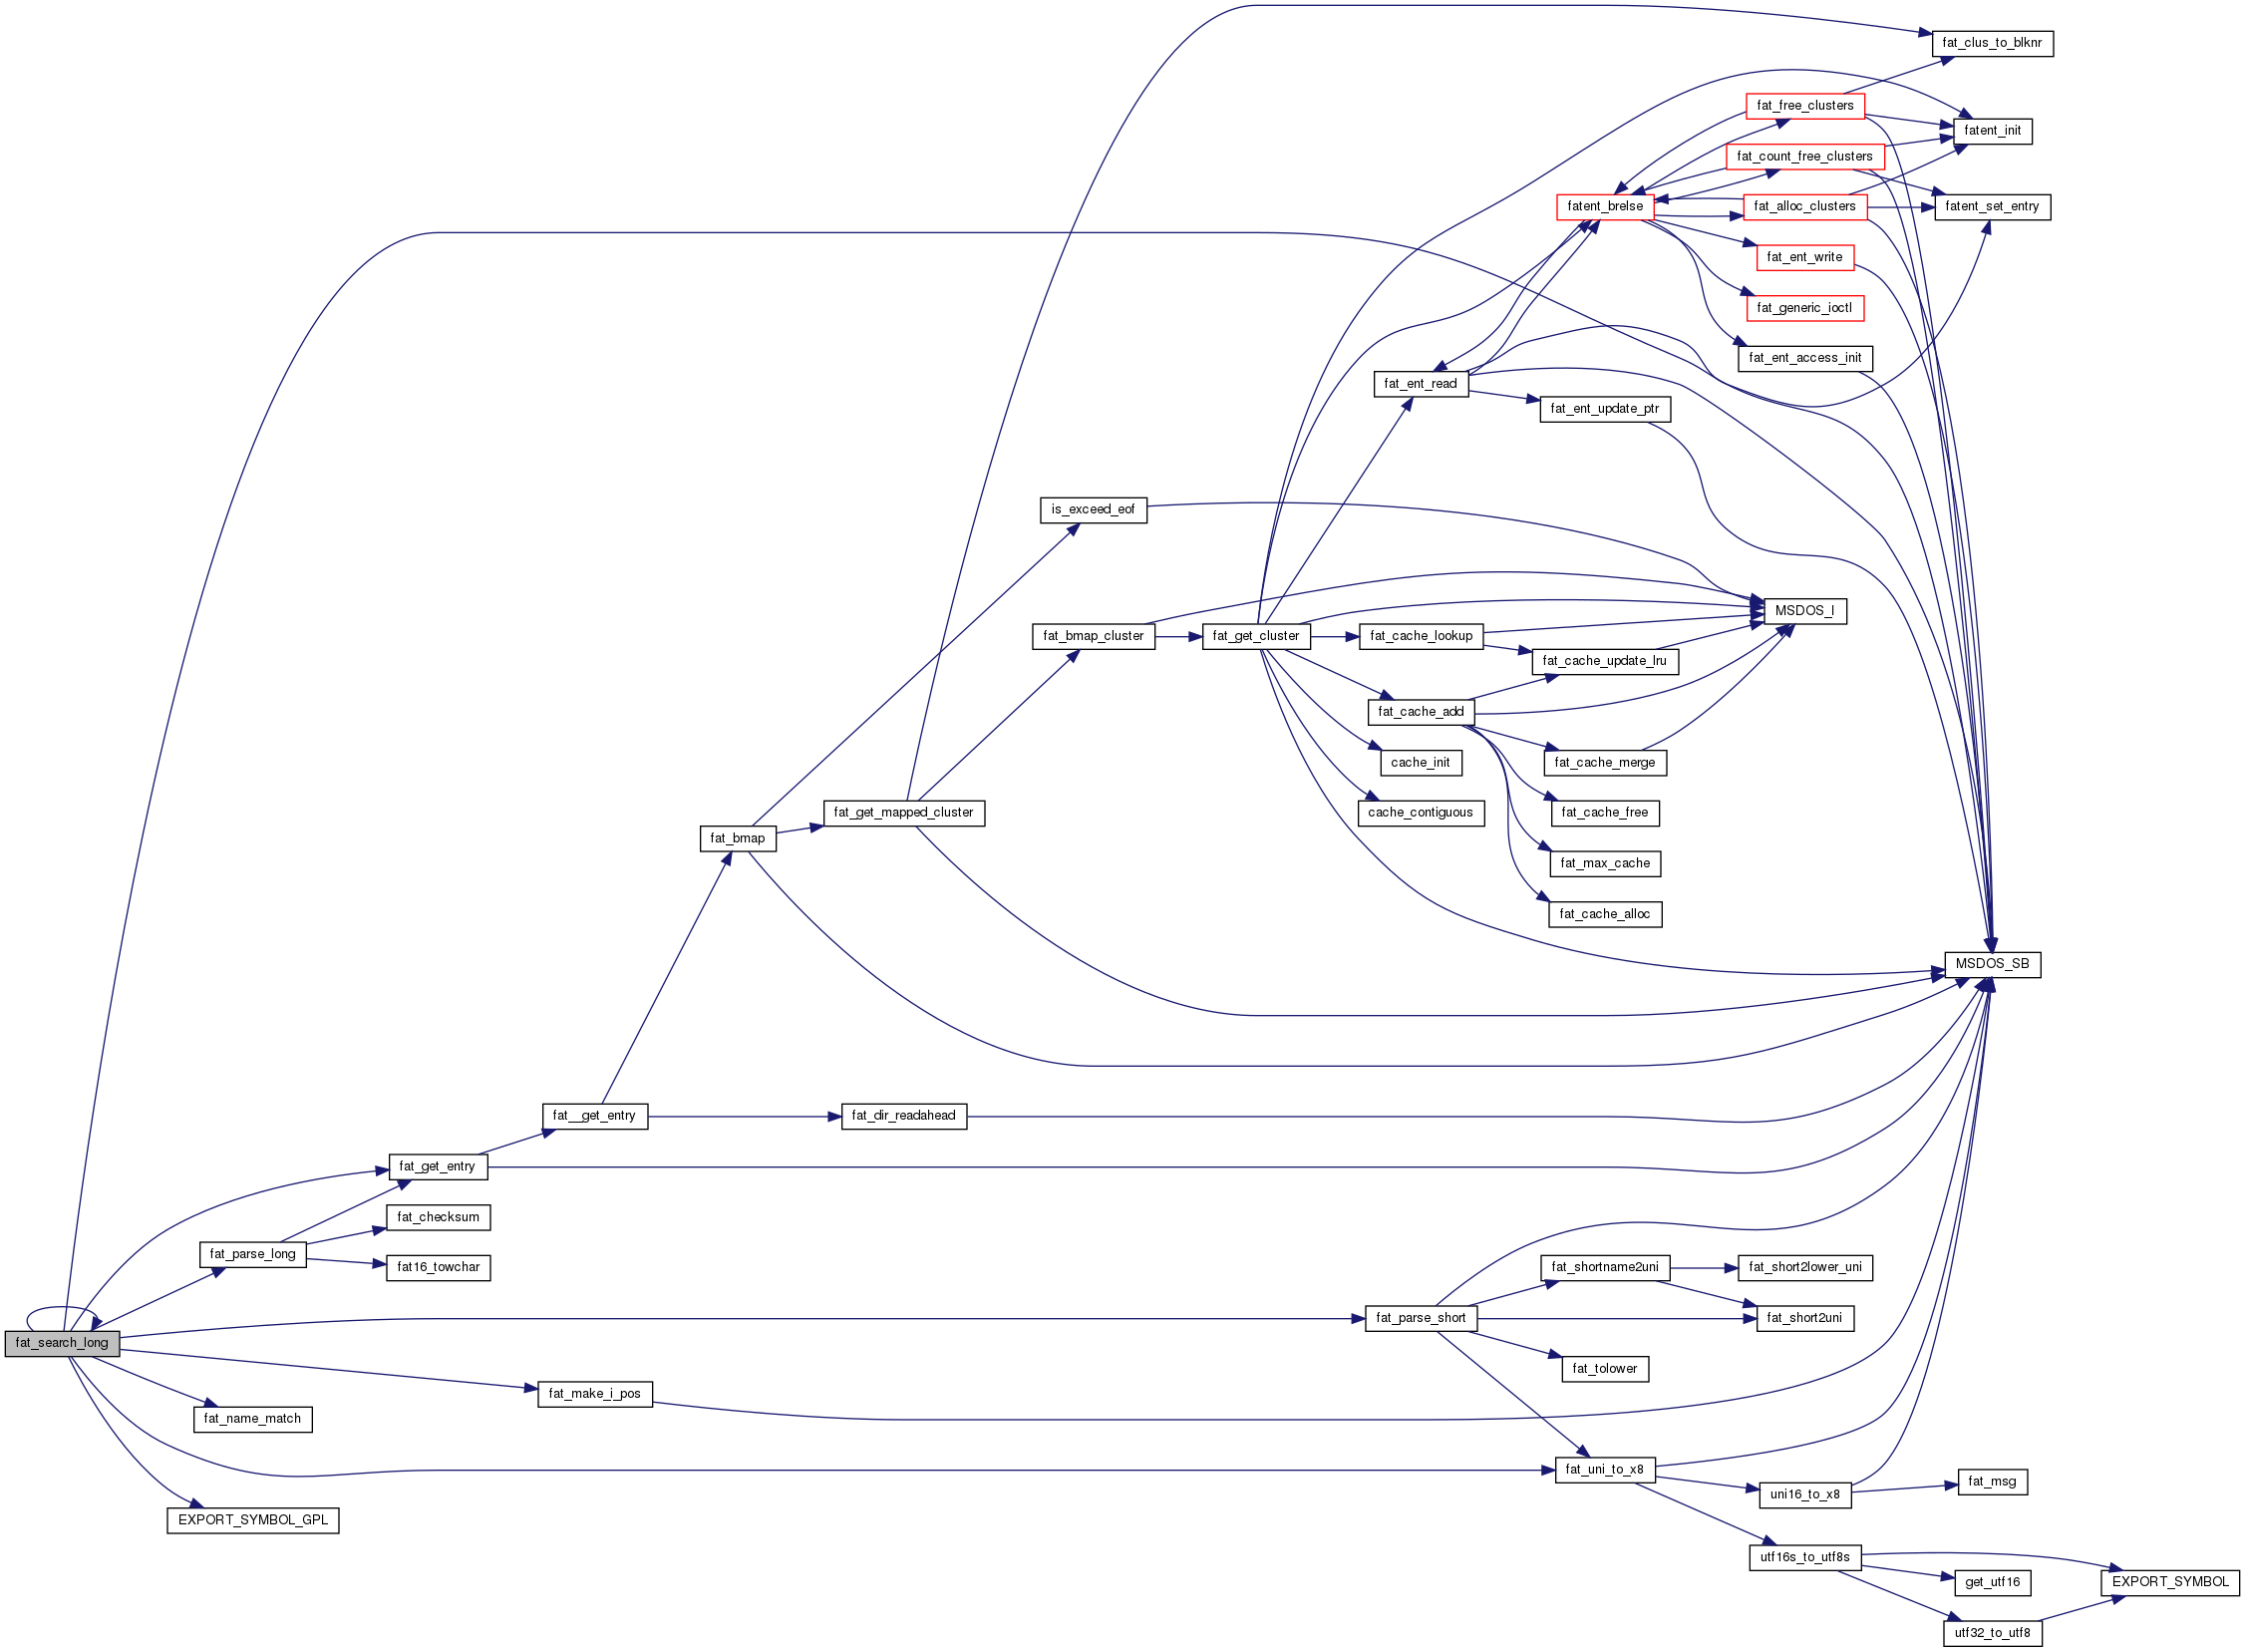 fat_clus_to_blknr
fat_free_clusters
fatent_init
fat_count_free_clusters
fatent_brelse
fat_alloc_clusters
fatent_set_entry
fat_ent_write
fat_generic_ioctl
fat_ent_access_init
fat_ent_read
fat_ent_update_ptr
is_exceed_eof
MSDOS_I
fat_bmap_cluster
fat_get_cluster
fat_cache_lookup
fat_cache_update_lru
fat_cache_add
cache_init
fat_cache_merge
fat_get_mapped_cluster
cache_contiguous
fat_cache_free
fat_bmap
fat_max_cache
fat_cache_alloc
MSDOS_SB
fat__get_entry
fat_dir_readahead
fat_get_entry
fat_checksum
fat_parse_long
fat16_towchar
fat_shortname2uni
fat_short2lower_uni
fat_search_long
fat_parse_short
fat_short2uni
fat_tolower
fat_make_i_pos
fat_name_match
fat_uni_to_x8
uni16_to_x8
fat_msg
EXPORT_SYMBOL_GPL
utf16s_to_utf8s
get_utf16
EXPORT_SYMBOL
utf32_to_utf8